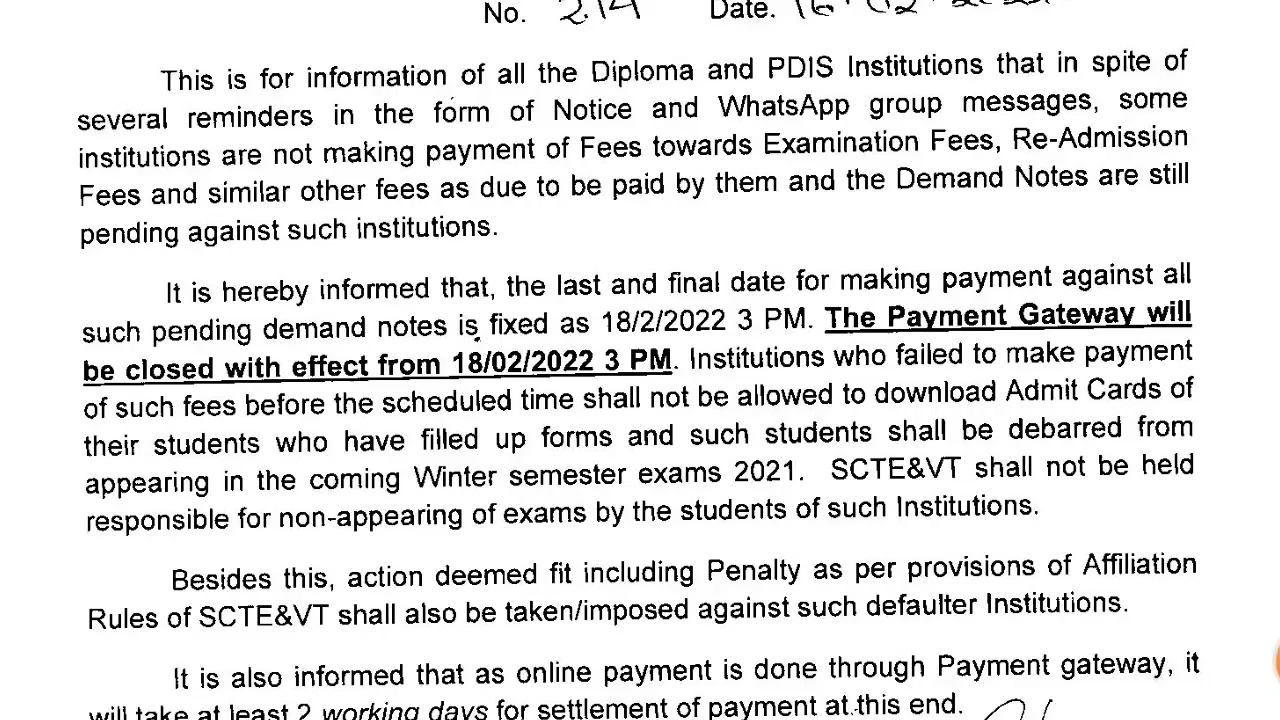 No. 214 Date. 16.02.
This is for information of all the Diploma and PDIS Institutions that in spite of
several reminders in the form of Notice and WhatsApp group messages, some
institutions are not making payment of Fees towards Examination Fees, Re-Admission
Fees and similar other fees as due to be paid by them and the Demand Notes are still
pending against such institutions.
It is hereby informed that, the last and final date for making payment against all
such pending demand notes is fixed as 18/2/2022 3 PM. The Payment Gateway will
be closed with effect from 18/02/2022 3 PM. Institutions who failed to make payment
of such fees before the scheduled time shall not be allowed to download Admit Cards of
their students who have filled up forms and such students shall be debarred from
appearing in the coming Winter semester exams 2021. SCTE&VT shall not be held
responsible for non-appearing of exams by the students of such Institutions.
Besides this, action deemed fit including Penalty as per provisions of Affiliation
Rules of SCTE&VT shall also be taken/imposed against such defaulter Institutions.
It is also informed that as online payment is done through Payment gateway, it
will take at least 2 working days for settlement of payment at this end.